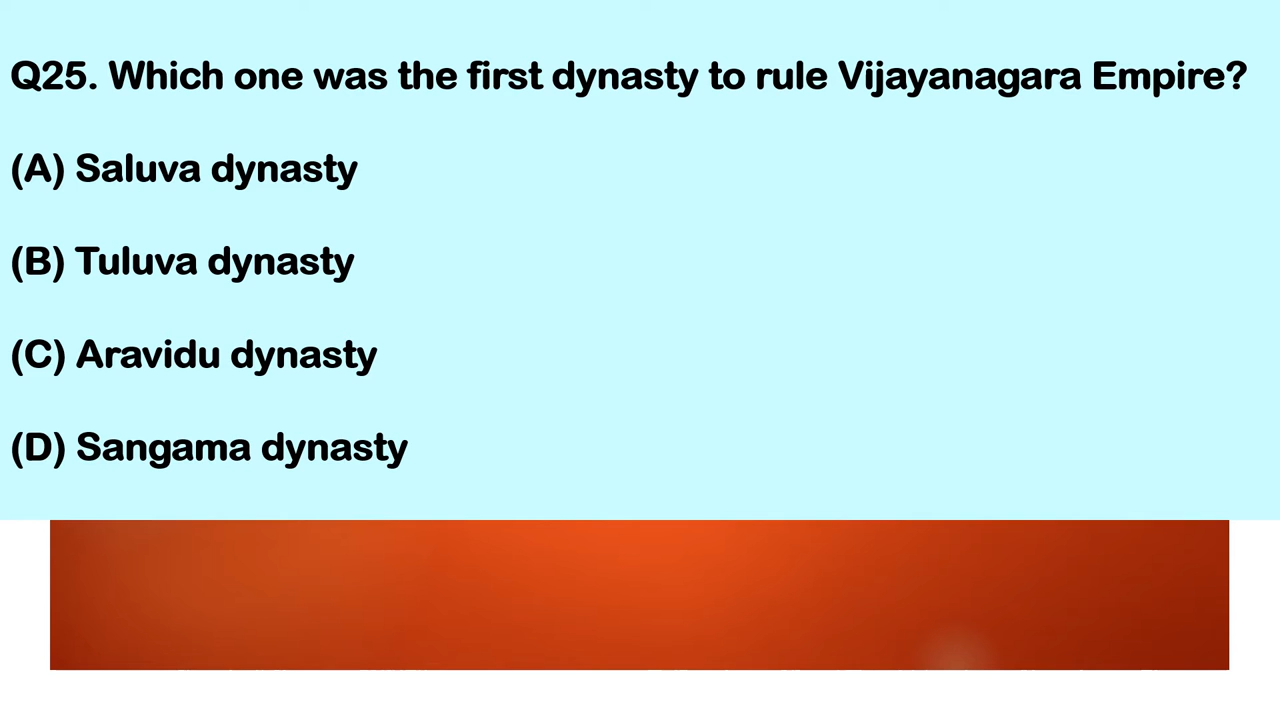 Q25. Which one was the first dynasty to rule Vijayanagara Empire?
(A) Saluva dynasty
(B) Tuluva dynasty
(C) Aravidu dynasty
(D) Sangama dynasty